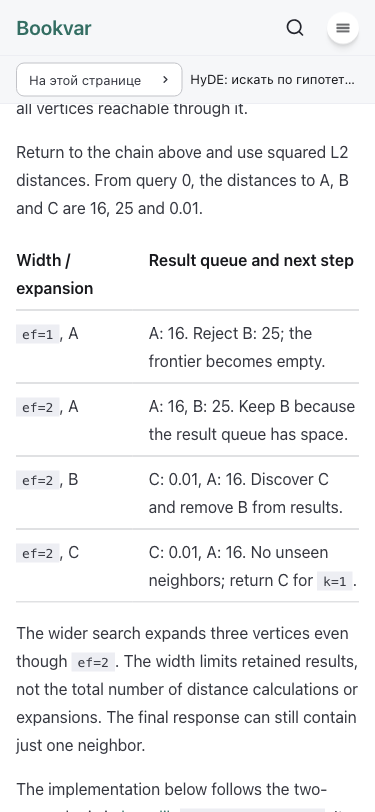 Bookvar
На этой странице
HyDE: искать по гипотет...
all vertices reachable through it.
Return to the chain above and use squared L2
distances. From query 0, the distances to A, B
and C are 16, 25 and 0.01.
Width /
expansion
Result queue and next step
ef=1, A
A: 16. Reject B: 25; the
frontier becomes empty.
ef=2, A
A: 16, B: 25. Keep B because
the result queue has space.
ef=2, B
C: 0.01, A: 16. Discover C
and remove B from results.
ef=2, C
C: 0.01, A: 16. No unseen
neighbors; return C for k=1.
The wider search expands three vertices even
though ef=2. The width limits retained results,
not the total number of distance calculations or
expansions. The final response can still contain
just one neighbor.
The implementation below follows the two-